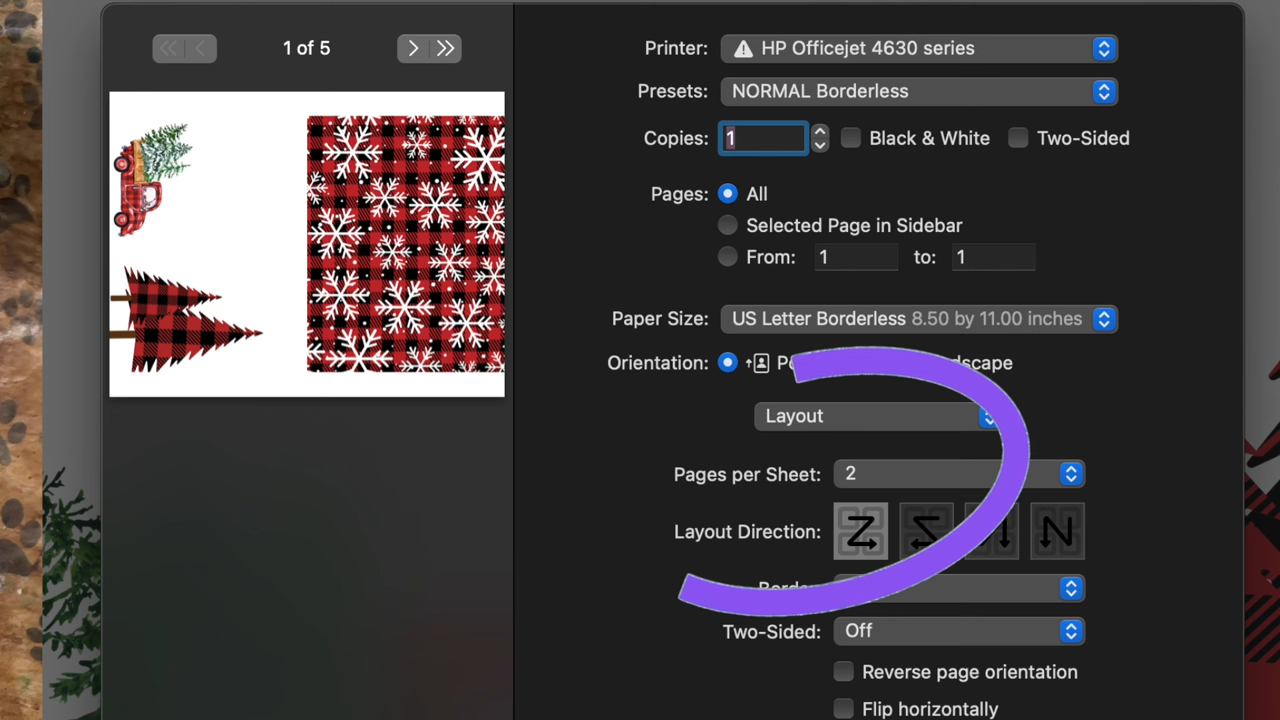 1 of 5
Printer: HP Officejet 4630 series
Presets: NORMAL Borderless
Copies: 1 Black & White Two-Sided
Pages: All
Selected Page in Sidebar
From: 1 to: 1
Paper Size: US Letter Borderless 8.50 by 11.00 inches
Orientation:
Layout
Pages per Sheet: 2
Layout Direction:
Two-Sided: Off
Reverse page orientation
Flip horizontally